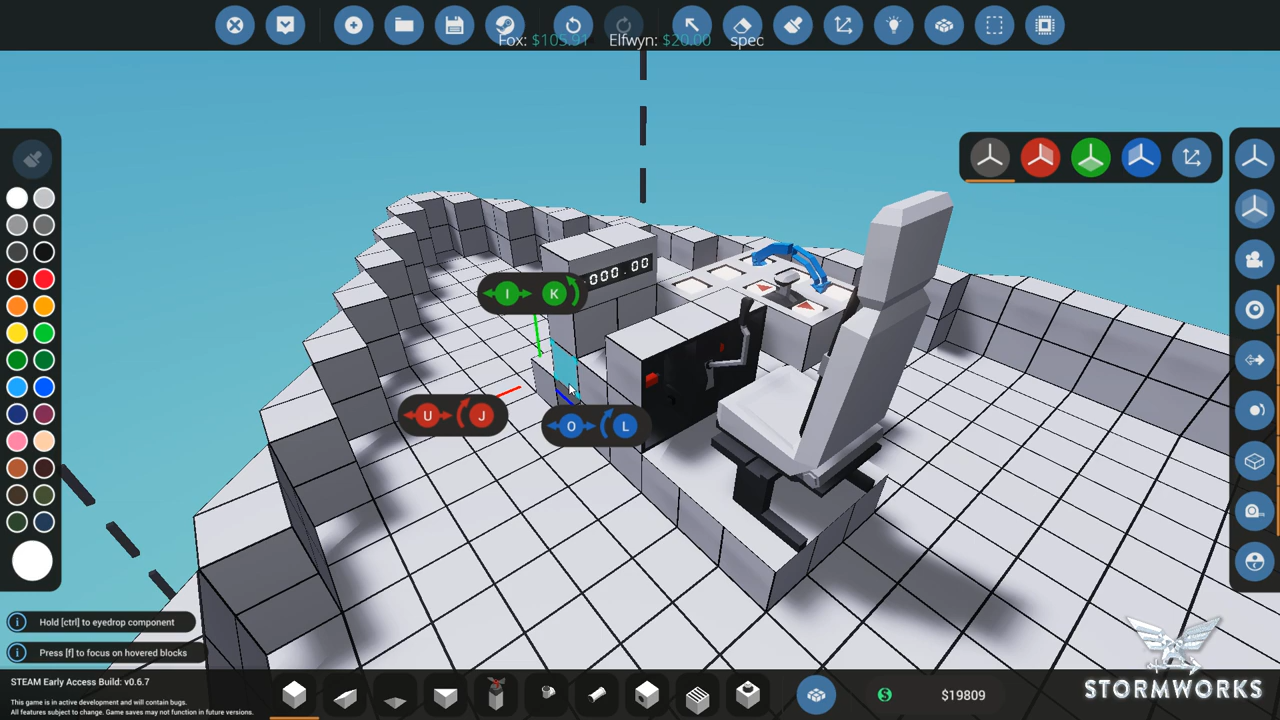 Fox: $105.91 Elfwyn: $20.00 spec
000.00
I K
U J
O L
Hold [ctrl] to eyedrop component
Press [f] to focus on hovered blocks
STEAM Early Access Build: v0.6.7
This game is in active development and will contain bugs.
All features subject to change. Game saves may not function in future versions.
$ $19809
STORMWORKS